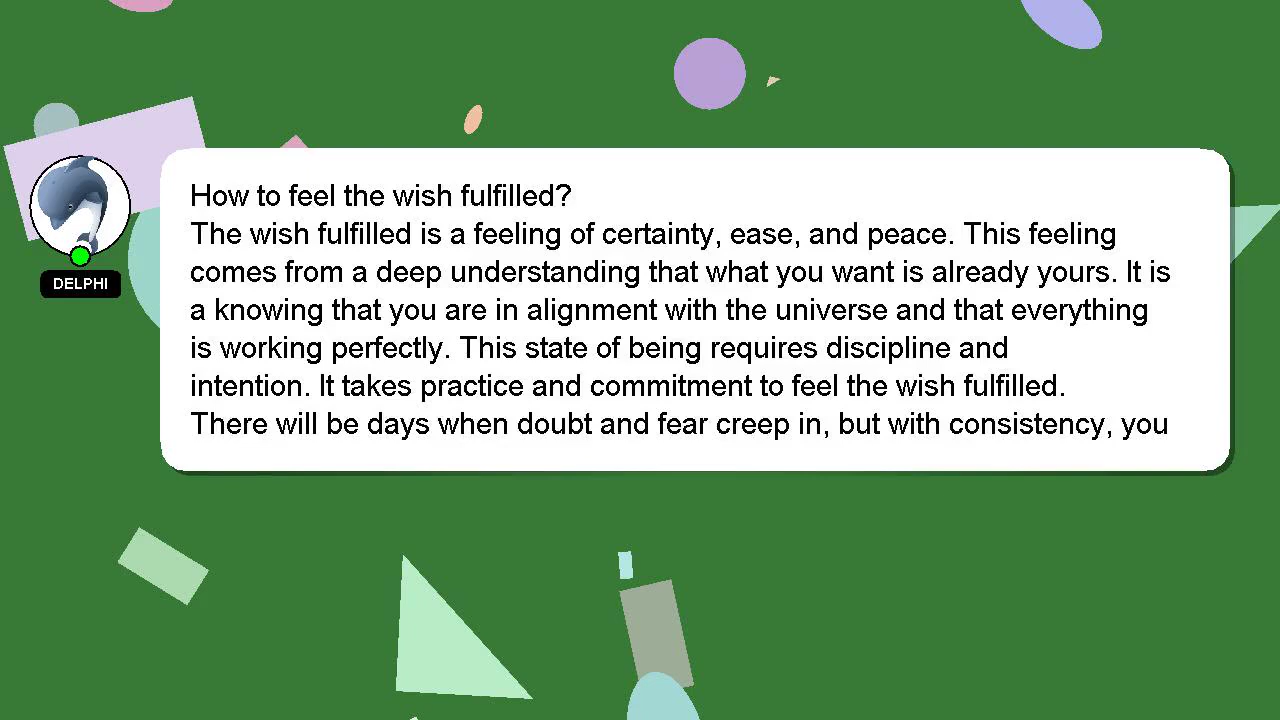 How to feel the wish fulfilled?
The wish fulfilled is a feeling of certainty, ease, and peace. This feeling
comes from a deep understanding that what you want is already yours. It is
a knowing that you are in alignment with the universe and that everything
is working perfectly. This state of being requires discipline and
intention. It takes practice and commitment to feel the wish fulfilled.
There will be days when doubt and fear creep in, but with consistency, you
DELPHI